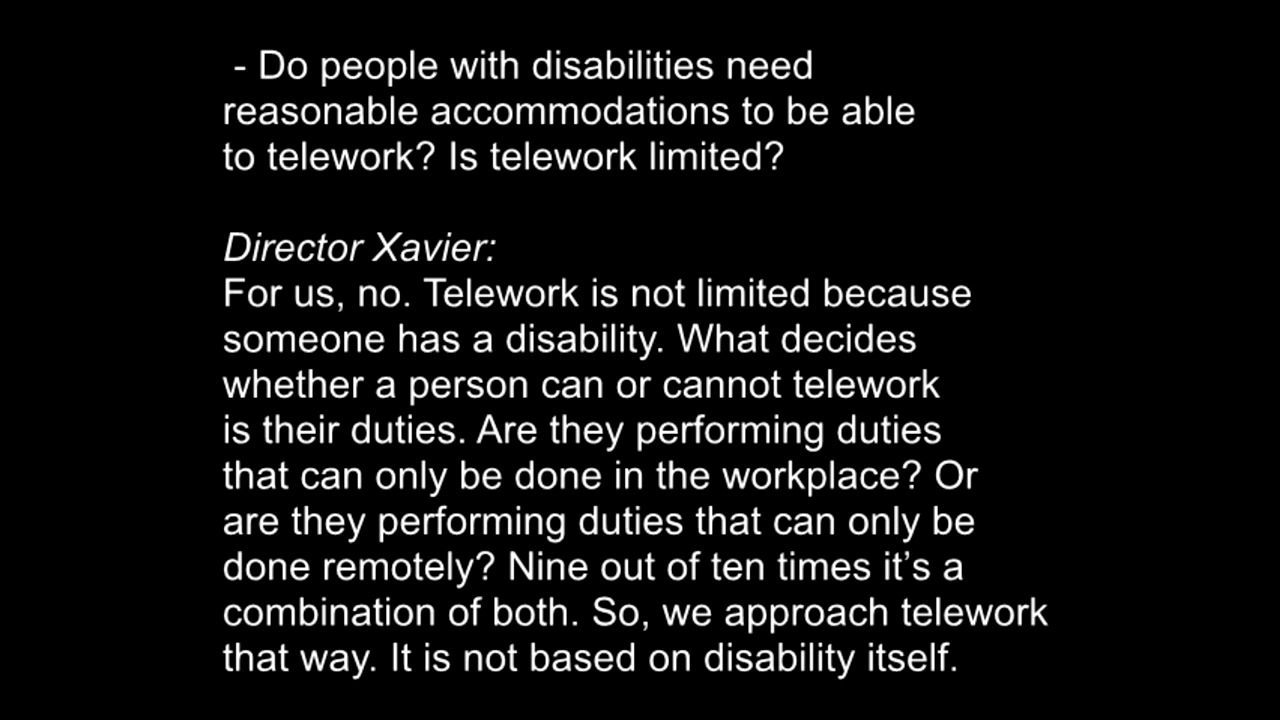 - Do people with disabilities need
reasonable accommodations to be able
to telework? Is telework limited?
Director Xavier:
For us, no. Telework is not limited because
someone has a disability. What decides
whether a person can or cannot telework
is their duties. Are they performing duties
that can only be done in the workplace? Or
are they performing duties that can only be
done remotely? Nine out of ten times it’s a
combination of both. So, we approach telework
that way. It is not based on disability itself.